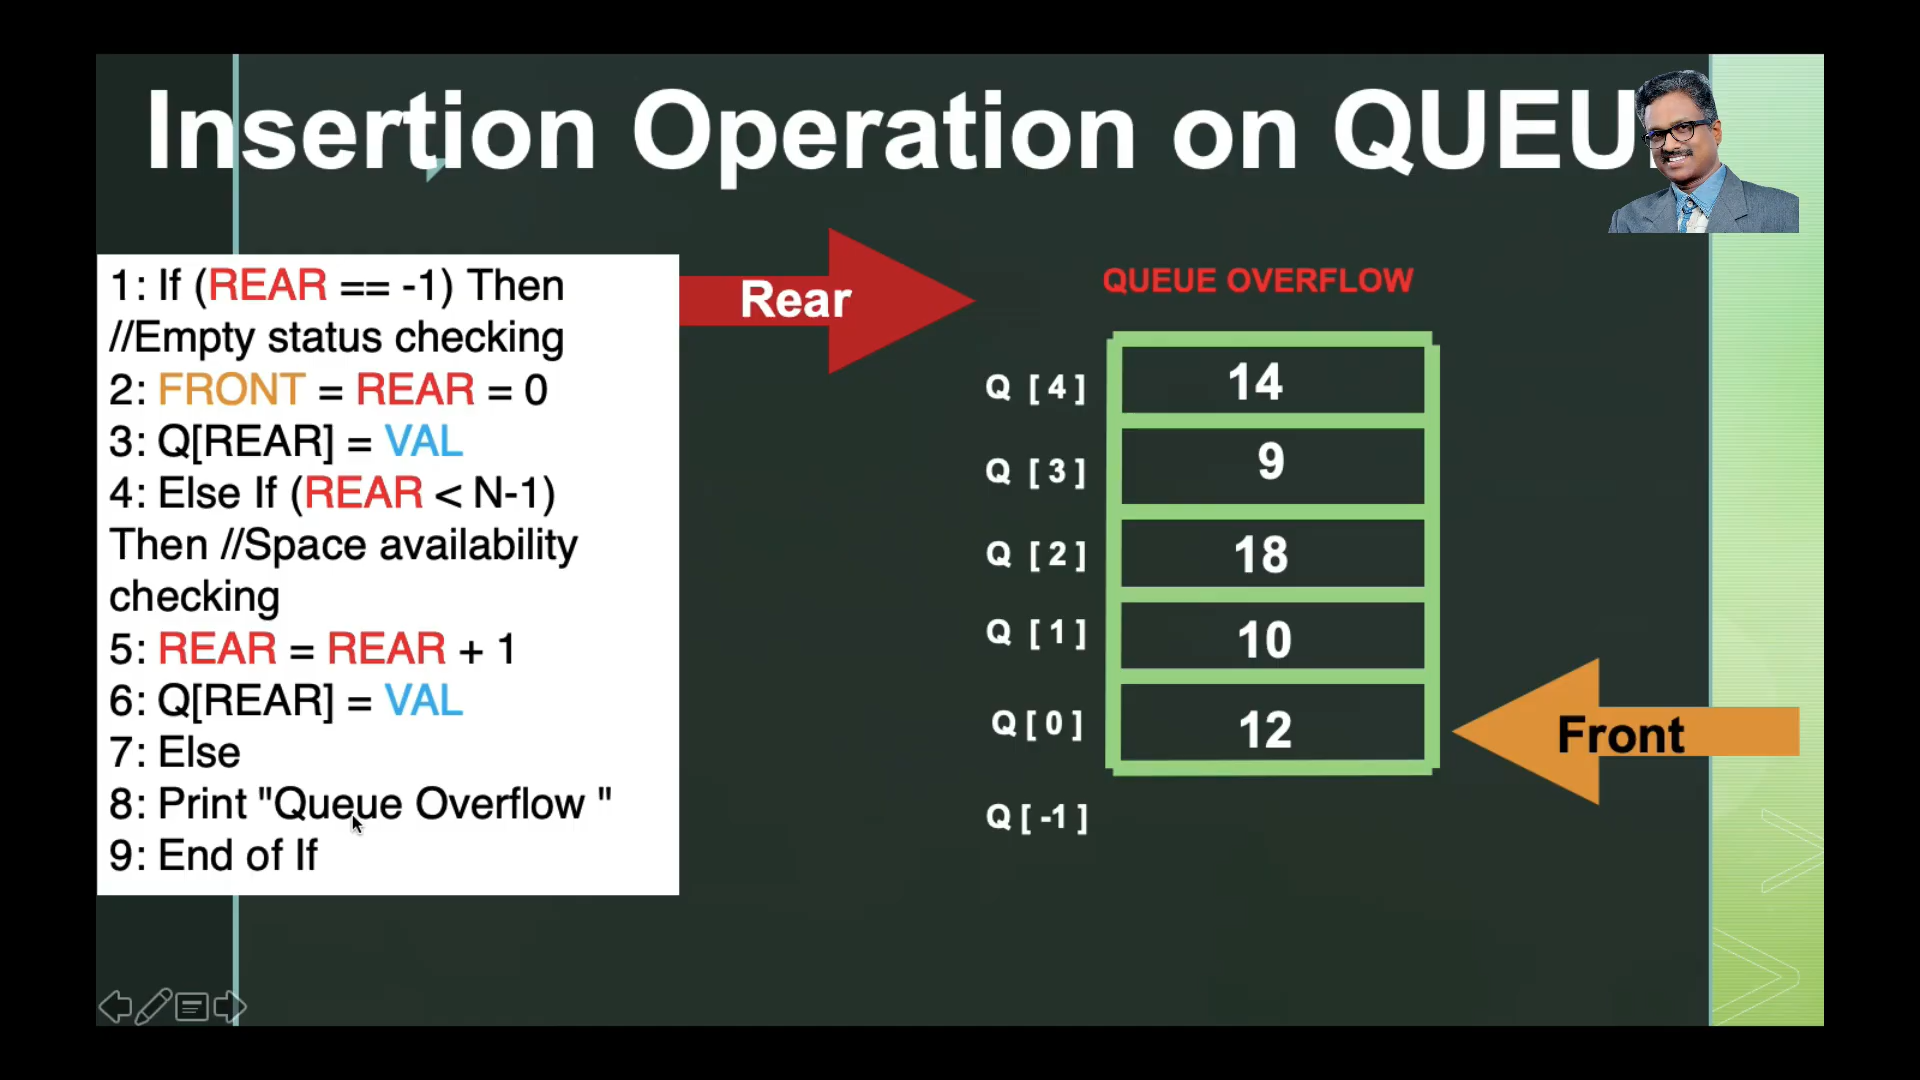 Insertion Operation on QUEU
1: If (REAR == -1) Then
//Empty status checking
2: FRONT = REAR = 0
3: Q[REAR] = VAL
4: Else If (REAR < N-1)
Then //Space availability
checking
5: REAR = REAR + 1
6: Q[REAR] = VAL
7: Else
8: Print "Queue Overflow "
9: End of If
Rear
QUEUE OVERFLOW
Q [ 4 ] 14
Q [ 3 ] 9
Q [ 2 ] 18
Q [ 1 ] 10
Q [ 0 ] 12
Front
Q [ -1 ]